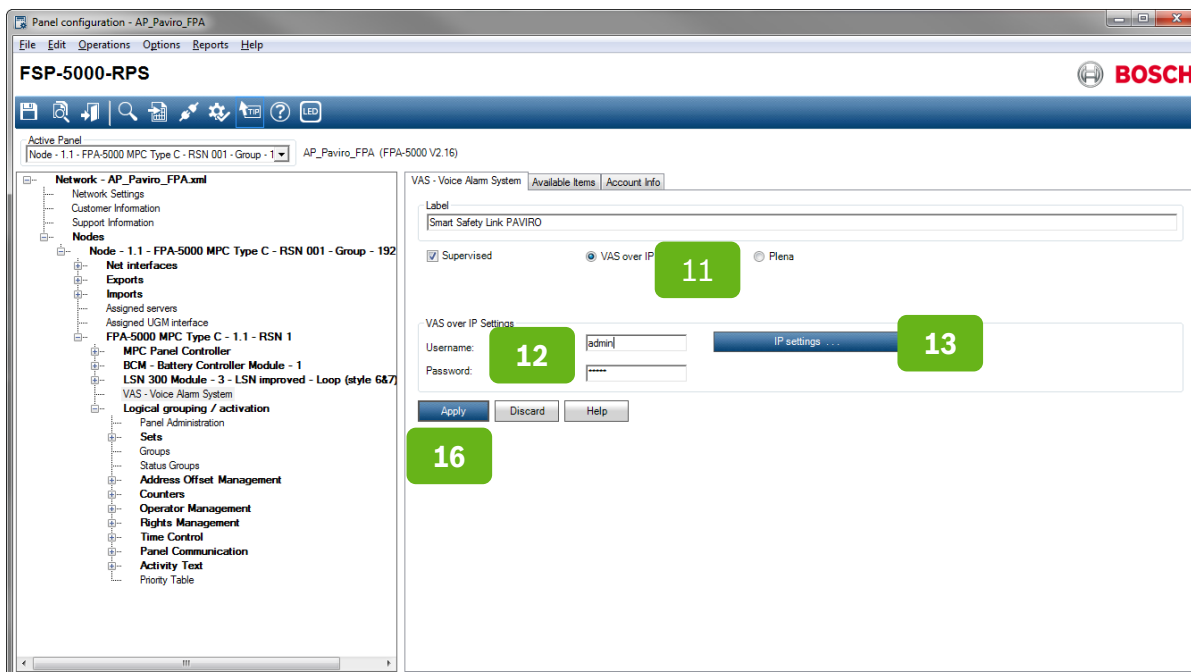 Panel configuration - AP_Paviro_FPA
File Edit Operations Options Reports Help
FSP-5000-RPS
BOSCH
TIP ? LED
Active Panel
Node - 1.1 - FPA-5000 MPC Type C - RSN 001 - Group - 1
AP_Paviro_FPA (FPA-5000 V2.16)
Network - AP_Paviro_FPA.xml
Network Settings
Customer Information
Support Information
Nodes
Node - 1.1 - FPA-5000 MPC Type C - RSN 001 - Group - 192
Net interfaces
Exports
Imports
Assigned servers
Assigned UGM interface
FPA-5000 MPC Type C - 1.1 - RSN 1
MPC Panel Controller
BCM - Battery Controller Module - 1
LSN 300 Module - 3 - LSN improved - Loop (style 6&7)
VAS - Voice Alarm System
Logical grouping / activation
Panel Administration
Sets
Groups
Status Groups
Address Offset Management
Counters
Operator Management
Rights Management
Time Control
Panel Communication
Activity Text
Priority Table
VAS - Voice Alarm System Available Items Account Info
Label
Smart Safety Link PAVIRO
Supervised VAS over IP 11 Plena
VAS over IP Settings
Username: 12 admin IP settings . . . 13
Password: •••••
Apply Discard Help
16